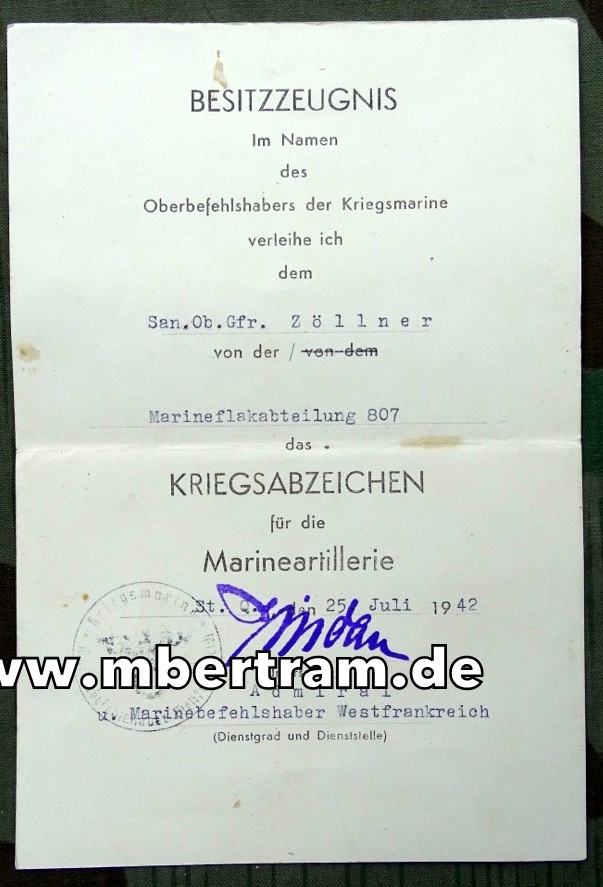 BESITZZEUGNIS
Im Namen
des
Oberbefehlshabers der Kriegsmarine
verleihe ich
dem
San.Ob.Gfr. Zöllner
von der / von dem
Marineflakabteilung 807
das
KRIEGSABZEICHEN
für die
Marineartillerie
St. Q. den 25. Juli 1942
www.mbertram.de
Admiral
u. Marinebefehlshaber Westfrankreich
(Dienstgrad und Dienststelle)